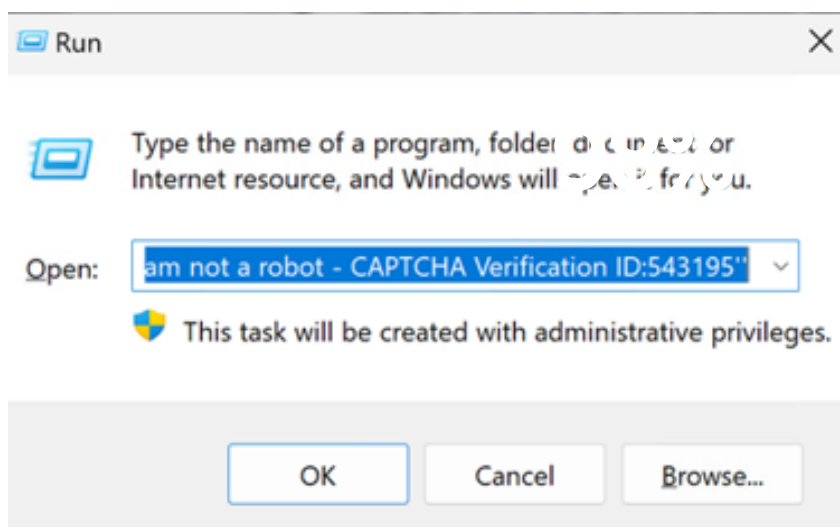 Run
Type the name of a program, folder or
Internet resource, and Windows will
Open:
am not a robot - CAPTCHA Verification ID:543195''
This task will be created with administrative privileges.
OK
Cancel
Browse...